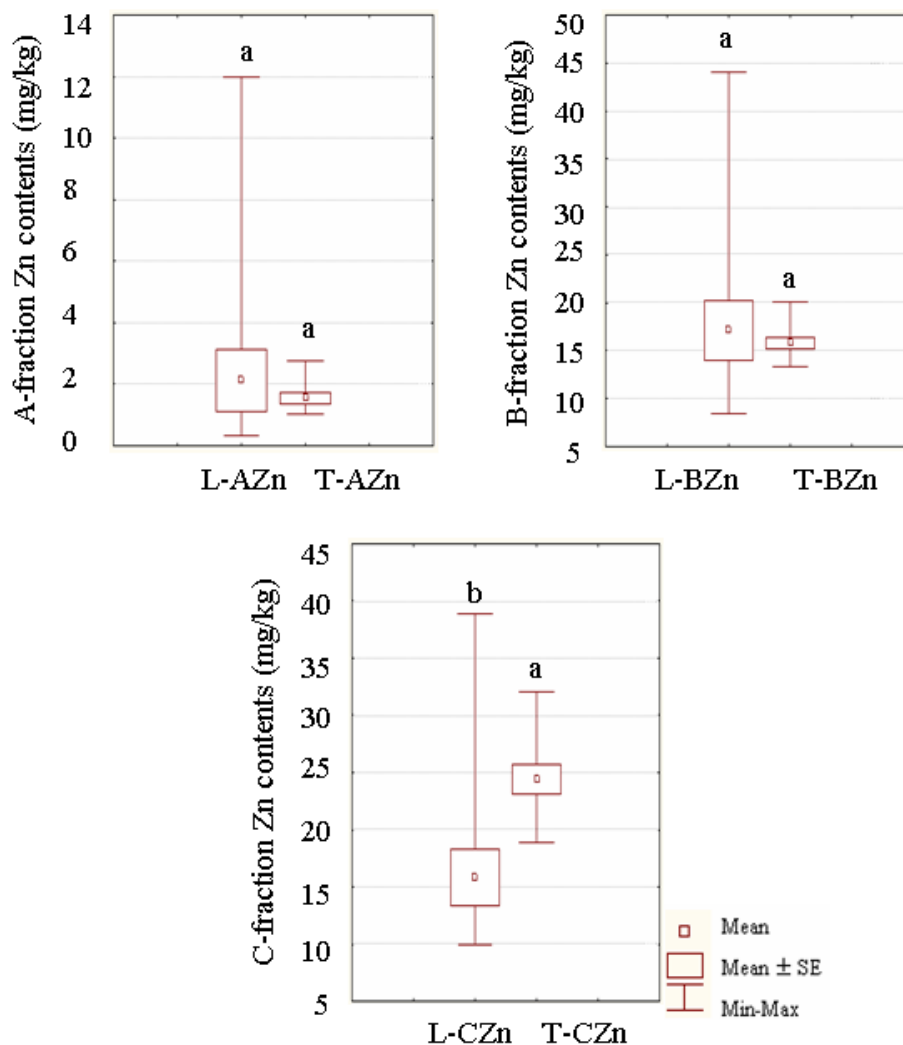 A-fraction Zn contents (mg/kg)
14
12
10
8
6
4
2
0
a
a
L-AZn T-AZn
B-fraction Zn contents (mg/kg)
50
45
40
35
30
25
20
15
10
5
a
a
L-BZn T-BZn
C-fraction Zn contents (mg/kg)
45
40
35
30
25
20
15
10
5
b
a
L-CZn T-CZn
Mean
Mean ± SE
Min-Max